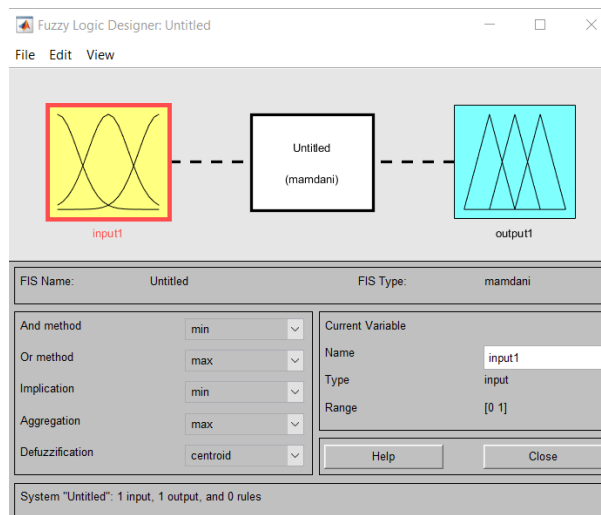 Fuzzy Logic Designer: Untitled
File Edit View
Untitled
(mamdani)
input1
output1
FIS Name: Untitled FIS Type: mamdani
And method min
Or method max
Implication min
Aggregation max
Defuzzification centroid
Current Variable
Name input1
Type input
Range [0 1]
Help Close
System "Untitled": 1 input, 1 output, and 0 rules